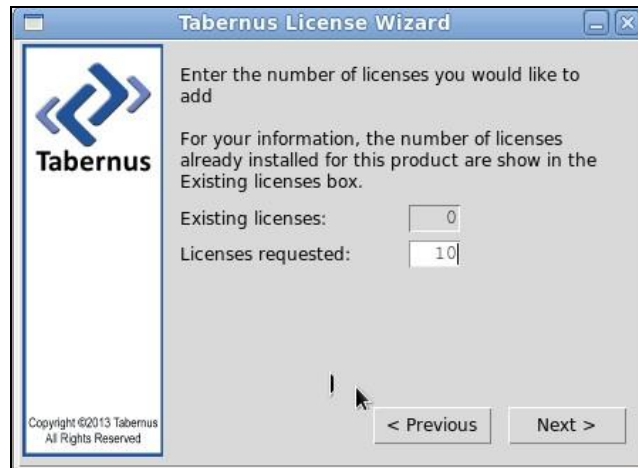 Tabernus License Wizard
Tabernus
Enter the number of licenses you would like to
add
For your information, the number of licenses
already installed for this product are show in the
Existing licenses box.
Existing licenses: 0
Licenses requested: 10
Copyright ©2013 Tabernus
All Rights Reserved
< Previous Next >